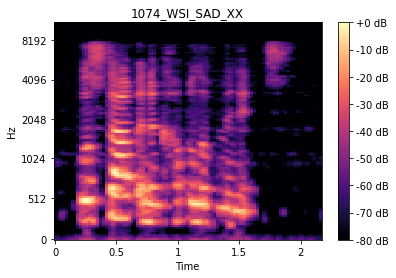 1074_WSI_SAD_XX
+0 dB
8192
-10 dB
4096
-20 dB
-30 dB
2048
-40 dB
Hz
1024
-50 dB
512
-60 dB
-70 dB
0
-80 dB
0 0.5 1 1.5 2
Time